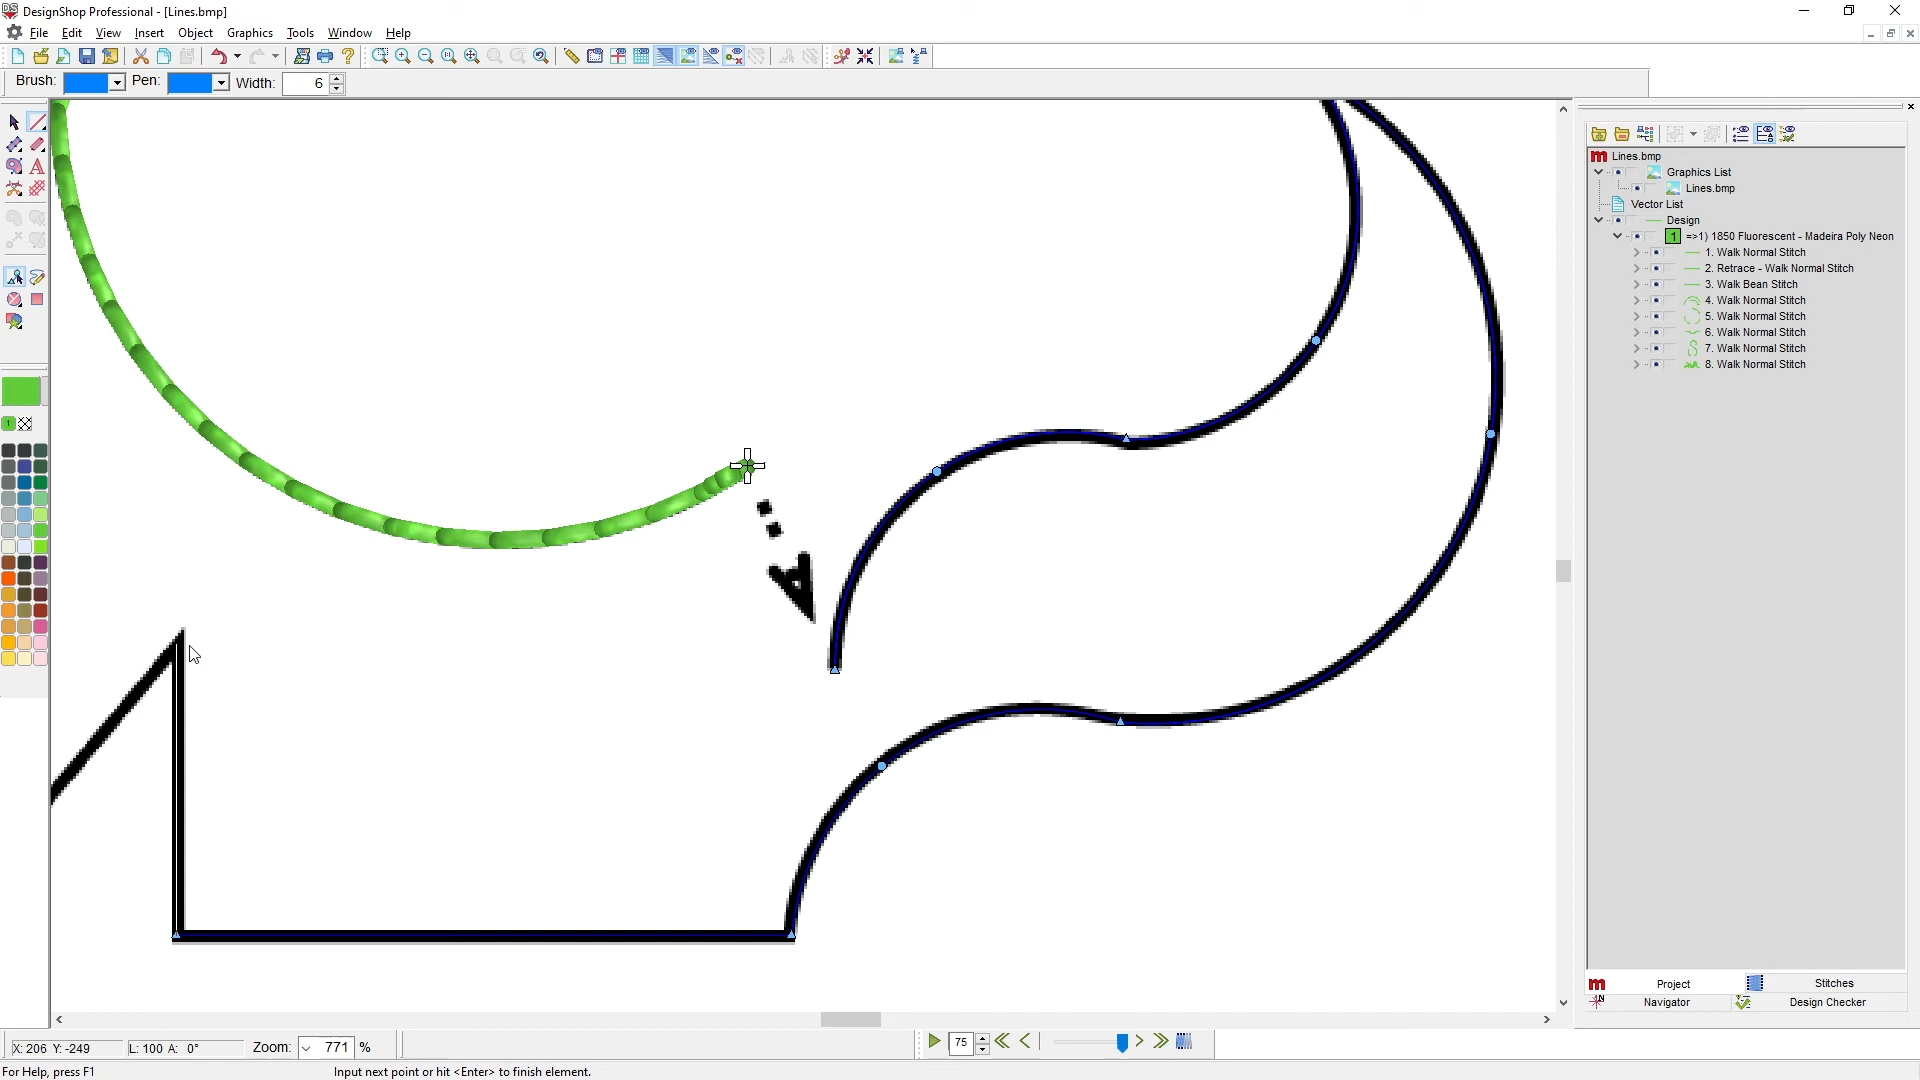 DesignShop Professional - [Lines.bmp]
File Edit View Insert Object Graphics Tools Window Help
Brush: Pen: Width: 6
Lines.bmp
Graphics List
Lines.bmp
Vector List
Design
1 =>1) 1850 Fluorescent - Madeira Poly Neon
1. Walk Normal Stitch
2. Retrace - Walk Normal Stitch
3. Walk Bean Stitch
4. Walk Normal Stitch
5. Walk Normal Stitch
6. Walk Normal Stitch
7. Walk Normal Stitch
8. Walk Normal Stitch
1
Project Stitches
Navigator Design Checker
X: 206 Y: -249 L: 100 A: 0° Zoom: 771 % 75
For Help, press F1 Input next point or hit <Enter> to finish element.